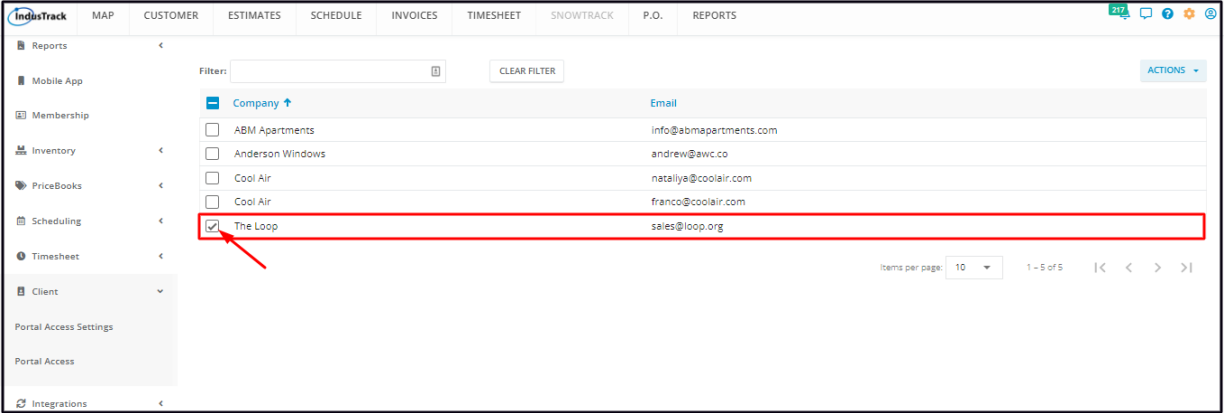 IndusTrack MAP CUSTOMER ESTIMATES SCHEDULE INVOICES TIMESHEET SNOWTRACK P.O. REPORTS 217
Reports
Mobile App
Membership
Inventory
PriceBooks
Scheduling
Timesheet
Client
Portal Access Settings
Portal Access
Integrations
Filter: CLEAR FILTER ACTIONS
Company Email
ABM Apartments info@abmapartments.com
Anderson Windows andrew@awc.co
Cool Air nataliya@coolair.com
Cool Air franco@coolair.com
The Loop sales@loop.org
Items per page: 10 1 – 5 of 5